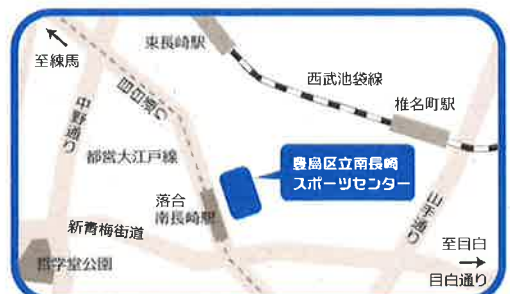 東長崎駅
至練馬
西武池袋線
目白通り
中野通り
椎名町駅
都営大江戸線
豊島区立南長崎
スポーツセンター
落合
南長崎駅
山手通り
新青梅街道
至目白
哲学堂公園
目白通り